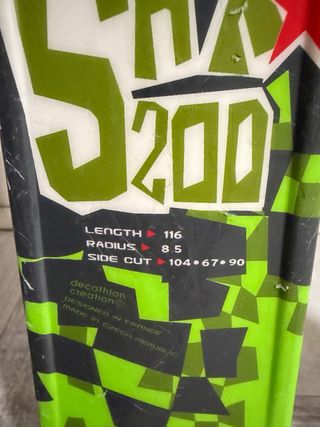 200
LENGTH ▶ 116
RADIUS ▶ 8.5
SIDE CUT ▶ 104•67•90
decathlon
creation©
DESIGNED IN FRANCE
MADE IN CZECH REPUBLIC